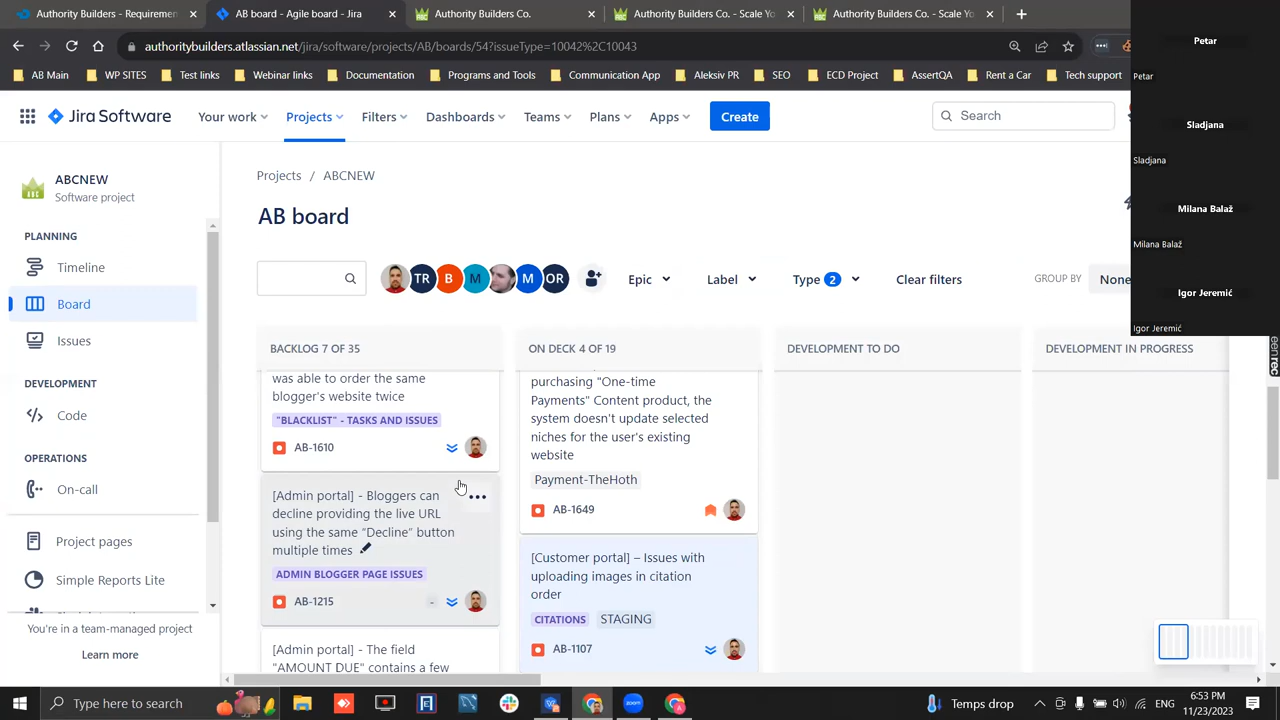 Authority Builders - Requirement
AB board - Agile board - Jira
Authority Builders Co.
Authority Builders Co. - Scale Yo
Authority Builders Co. - Scale Yo
authoritybuilders.atlassian.net/jira/software/projects/AB/boards/54?issueType=10042%2C10043
AB Main
WP SITES
Test links
Webinar links
Documentation
Programs and Tools
Communication App
Aleksiv PR
SEO
ECD Project
AssertQA
Rent a Car
Tech support
Jira Software
Your work
Projects
Filters
Dashboards
Teams
Plans
Apps
Create
Search
ABCNEW
Software project
PLANNING
Timeline
Board
Issues
DEVELOPMENT
Code
OPERATIONS
On-call
Project pages
Simple Reports Lite
You're in a team-managed project
Learn more
Projects / ABCNEW
AB board
TR
B
M
M
OR
Epic
Label
Type 2
Clear filters
GROUP BY
None
BACKLOG 7 OF 35
was able to order the same
blogger's website twice
"BLACKLIST" - TASKS AND ISSUES
AB-1610
[Admin portal] - Bloggers can
decline providing the live URL
using the same “Decline” button
multiple times
ADMIN BLOGGER PAGE ISSUES
AB-1215
-
[Admin portal] - The field
"AMOUNT DUE" contains a few
ON DECK 4 OF 19
purchasing "One-time
Payments" Content product, the
system doesn't update selected
niches for the user's existing
website
Payment-TheHoth
AB-1649
[Customer portal] – Issues with
uploading images in citation
order
CITATIONS
STAGING
AB-1107
DEVELOPMENT TO DO
DEVELOPMENT IN PROGRESS
Petar
Petar
Sladjana
Sladjana
Milana Balaž
Milana Balaž
Igor Jeremić
Igor Jeremić
Type here to search
Temps drop
ENG
6:53 PM
11/23/2023